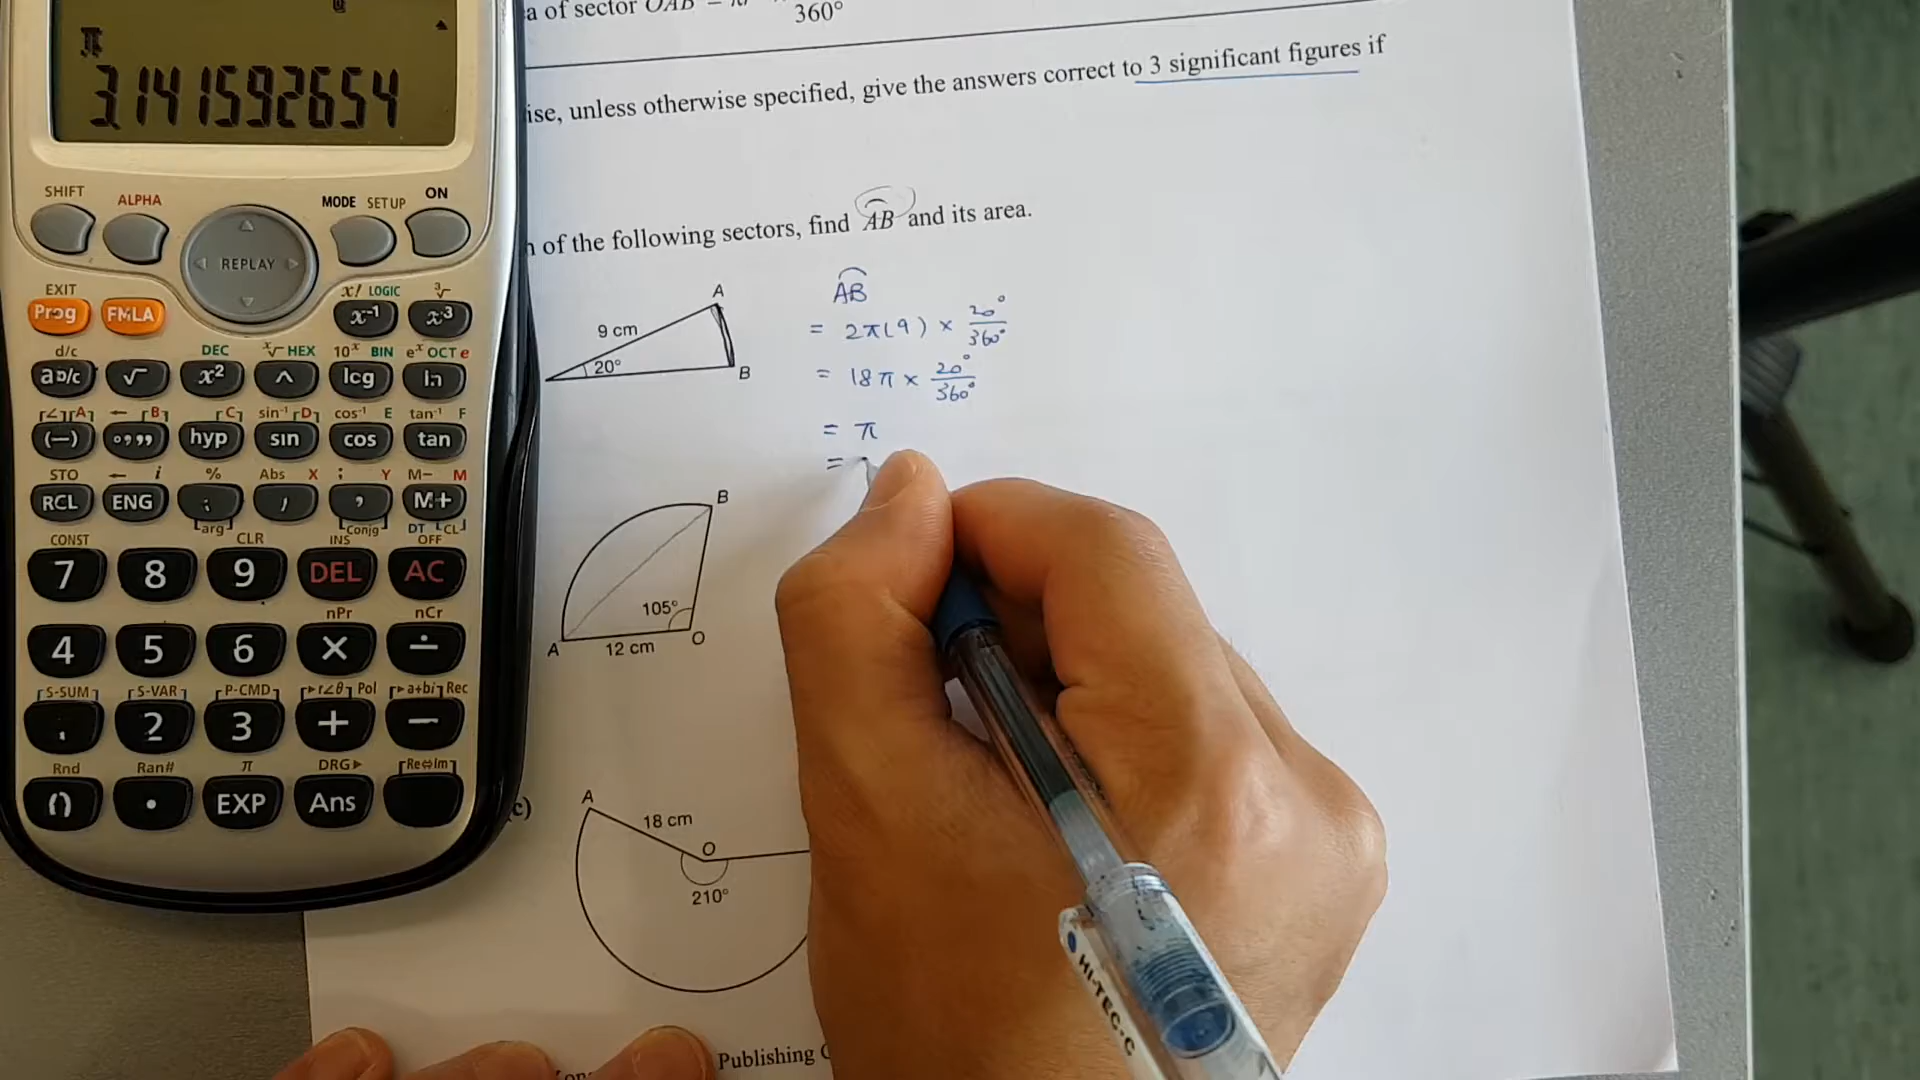 π
3.141592654
SHIFT ALPHA MODE SETUP ON
REPLAY
EXIT x! LOGIC ³√
Prog FMLA x⁻¹ x³
d/c DEC ˣ√ HEX 10ˣ BIN eˣ OCT e
a b/c √ x² ^ log ln
[∠] A ← [B] [C] sin⁻¹ [D] cos⁻¹ E tan⁻¹ F
(−) °,,, hyp sin cos tan
STO ← i % Abs X ; Y M− M
RCL ENG ; , M+
[arg] [Conjg] DT CL
CONST CLR INS OFF
7 8 9 DEL AC
nPr nCr
4 5 6 × ÷
[S-SUM] [S-VAR] [P-CMD] [▸r∠θ] Pol [▸a+bi] Rec
1 2 3 + −
Rnd Ran# π DRG▸ [Re⇔Im]
0 • EXP Ans
a of sector OAB = πr
360°
ise, unless otherwise specified, give the answers correct to 3 significant figures if
of the following sectors, find AB and its area.
A
9 cm
20°
B
AB
= 2π(9) × 20°/360°
= 18π × 20°/360°
= π
=
B
105°
A 12 cm O
c)
A
18 cm
O
210°
Publishing
HI-TEC-C